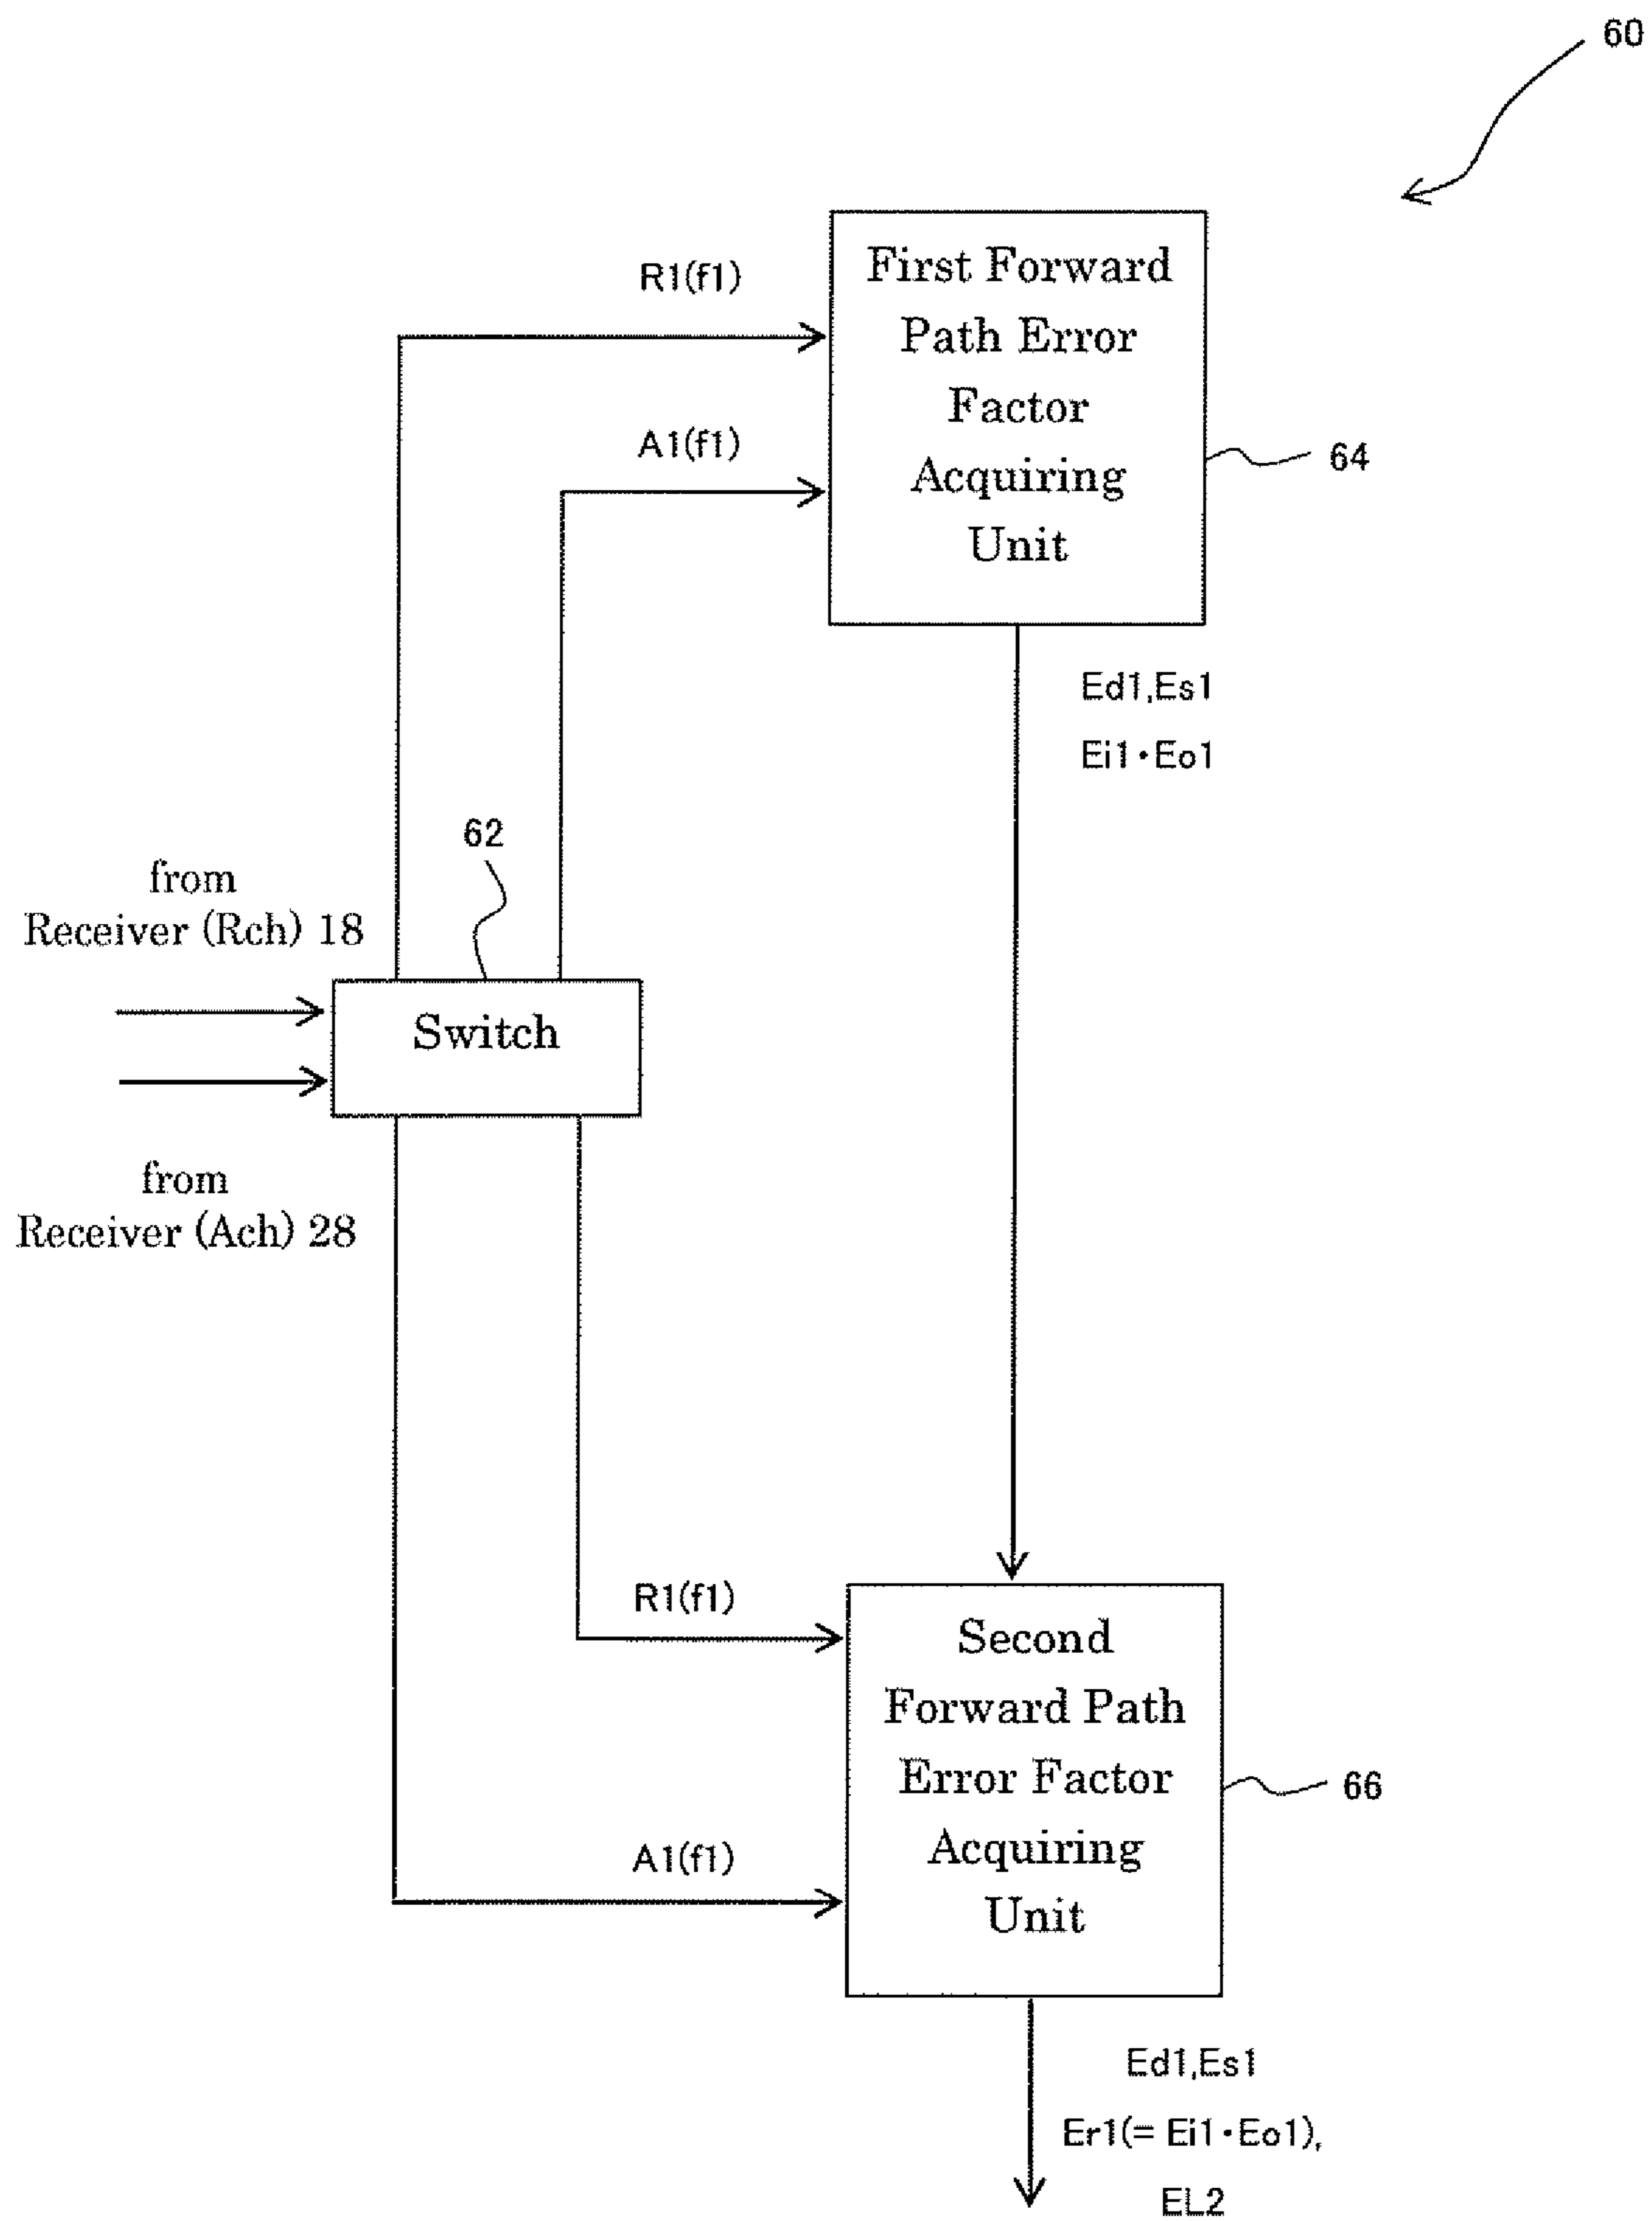 60
R1(f1)
First Forward
Path Error
Factor
Acquiring
Unit
A1(f1)
64
Ed1,Es1
Ei1・Eo1
62
from
Receiver (Rch) 18
Switch
from
Receiver (Ach) 28
R1(f1)
Second
Forward Path
Error Factor
Acquiring
Unit
66
A1(f1)
Ed1,Es1
Er1(= Ei1・Eo1),
EL2